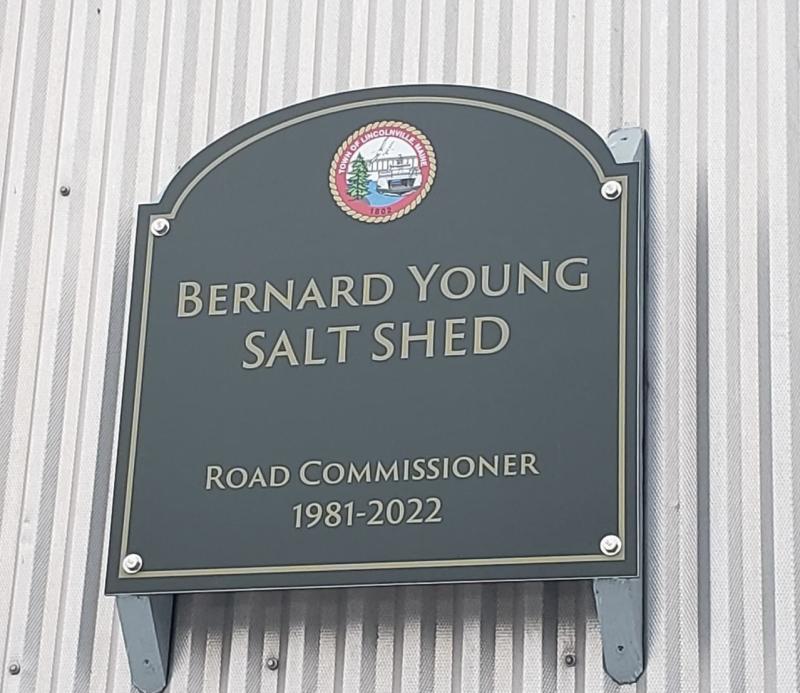 TOWN OF LINCOLNVILLE, MAINE
1802
BERNARD YOUNG
SALT SHED
ROAD COMMISSIONER
1981-2022